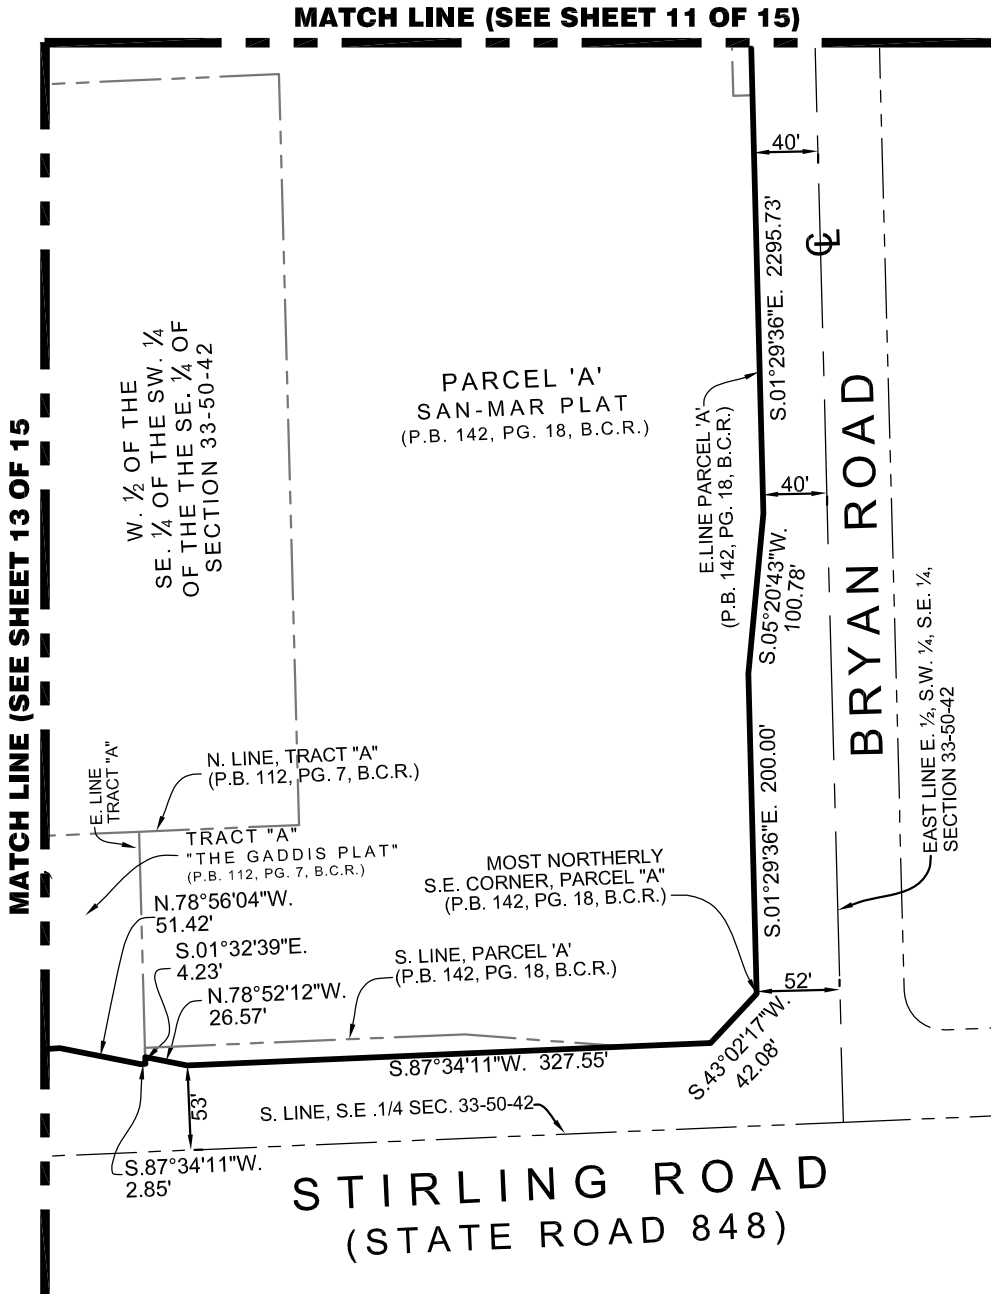 MATCH LINE (SEE SHEET 11 OF 15)
MATCH LINE (SEE SHEET 13 OF 15
40'
S.01°29'36"E. 2295.73'
℄
W. ½ OF THE
SE. ¼ OF THE SW. ¼
OF THE THE SE. ¼ OF
SECTION 33-50-42
PARCEL 'A'
SAN-MAR PLAT
(P.B. 142, PG. 18, B.C.R.)
E.LINE PARCEL 'A'
(P.B. 142, PG. 18, B.C.R.)
40'
BRYAN ROAD
S.05°20'43"W.
100.78'
EAST LINE E. ½, S.W. ¼, S.E. ¼,
SECTION 33-50-42
E. LINE
TRACT "A"
N. LINE, TRACT "A"
(P.B. 112, PG. 7, B.C.R.)
TRACT "A"
"THE GADDIS PLAT"
(P.B. 112, PG. 7, B.C.R.)
S.01°29'36"E. 200.00'
MOST NORTHERLY
S.E. CORNER, PARCEL "A"
(P.B. 142, PG. 18, B.C.R.)
N.78°56'04"W.
51.42'
S.01°32'39"E.
4.23'
S. LINE, PARCEL 'A'
(P.B. 142, PG. 18, B.C.R.)
N.78°52'12"W.
26.57'
52'
S.87°34'11"W. 327.55'
S.43°02'17"W.
42.08'
53'
S. LINE, S.E .1/4 SEC. 33-50-42
S.87°34'11"W.
2.85'
STIRLING ROAD
(STATE ROAD 848)